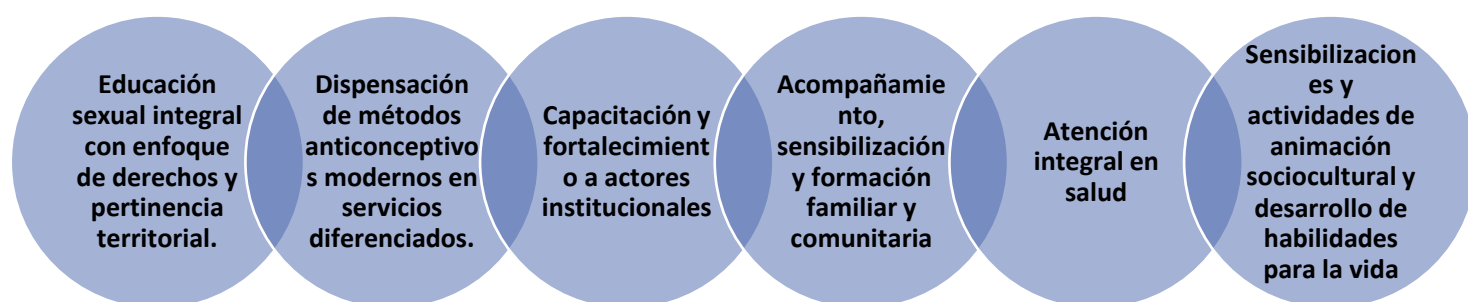 Educación
sexual integral
con enfoque
de derechos y
pertinencia
territorial.
Dispensación
de métodos
anticonceptivo
s modernos en
servicios
diferenciados.
Capacitación y
fortalecimient
o a actores
institucionales
Acompañamie
nto,
sensibilización
y formación
familiar y
comunitaria
Atención
integral en
salud
Sensibilizacion
es y
actividades de
animación
sociocultural y
desarrollo de
habilidades
para la vida